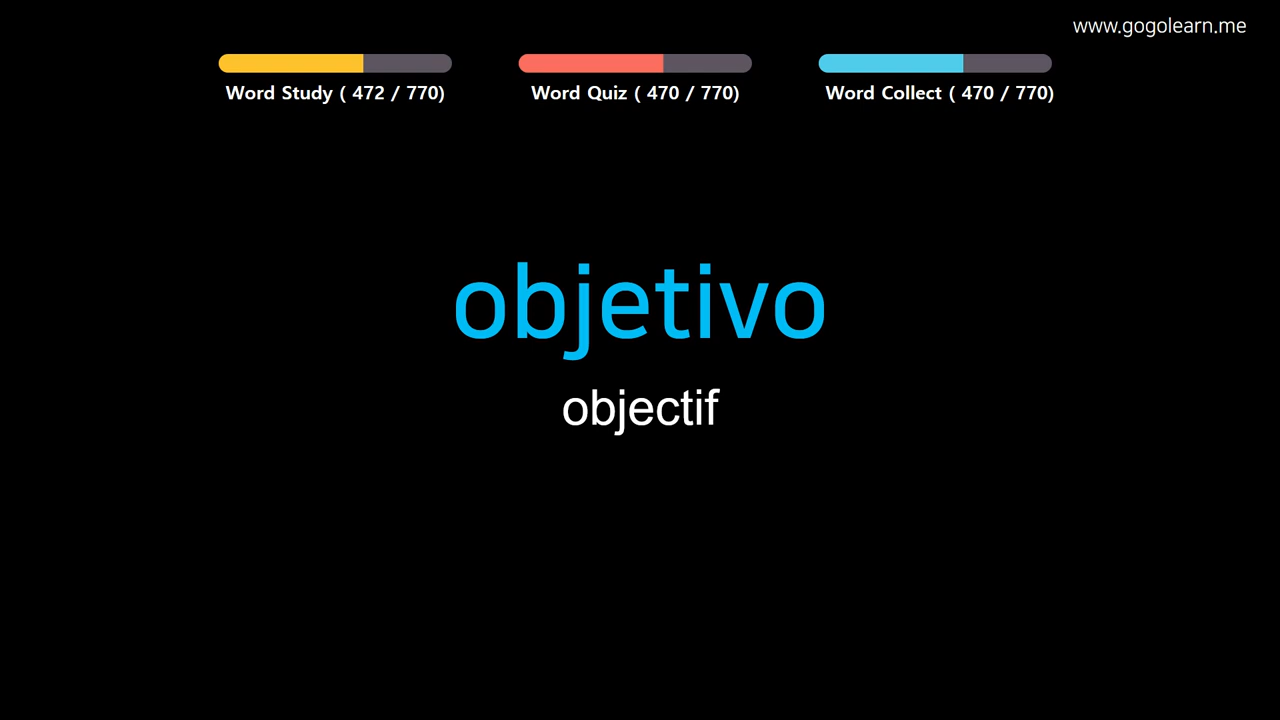 www.gogolearn.me
Word Study ( 472 / 770)
Word Quiz ( 470 / 770)
Word Collect ( 470 / 770)
objetivo
objectif